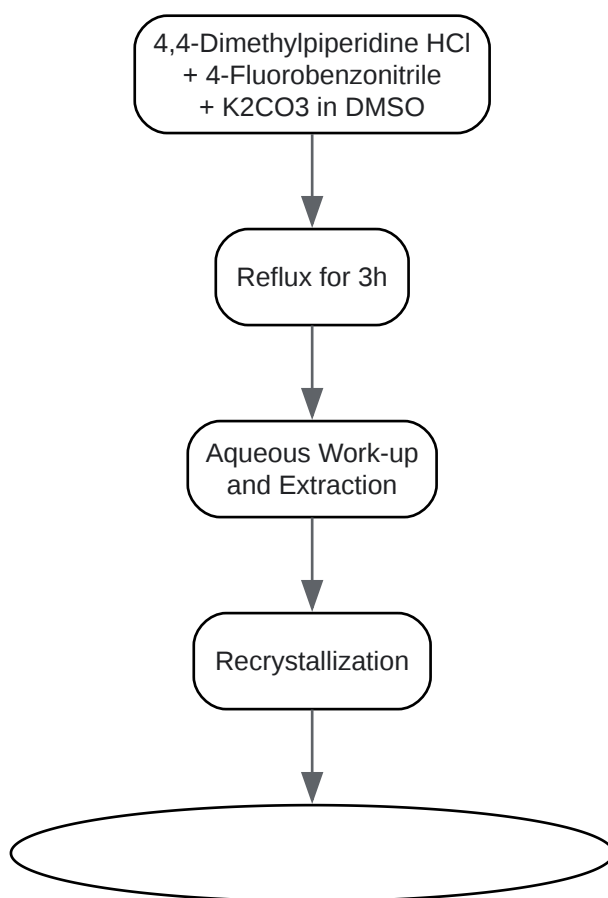 4,4-Dimethylpiperidine HCl
+ 4-Fluorobenzonitrile
+ K2CO3 in DMSO
Reflux for 3h
Aqueous Work-up
and Extraction
Recrystallization